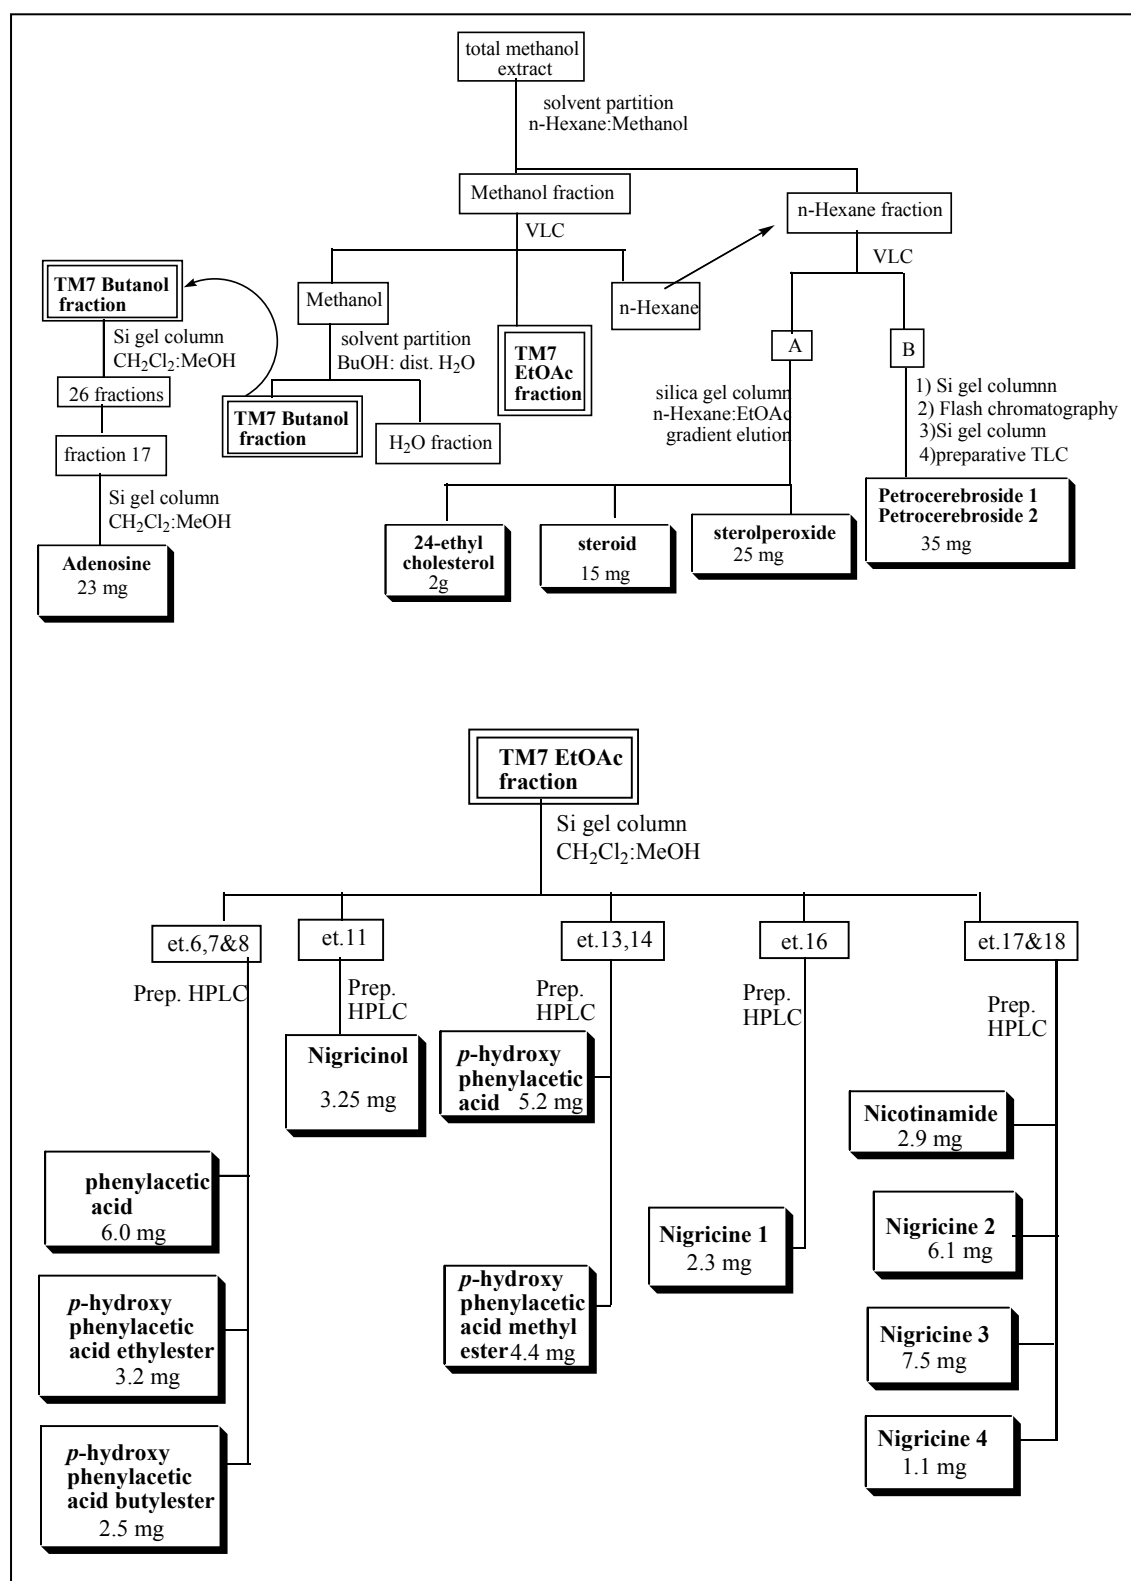 total methanol
extract
solvent partition
n-Hexane:Methanol
Methanol fraction
n-Hexane fraction
VLC
VLC
TM7 Butanol
fraction
Methanol
n-Hexane
Si gel column
CH₂Cl₂:MeOH
solvent partition
BuOH: dist. H₂O
TM7
EtOAc
fraction
A
B
26 fractions
TM7 Butanol
fraction
H₂O fraction
silica gel column
n-Hexane:EtOAc
gradient elution
1) Si gel columnn
2) Flash chromatography
3)Si gel column
4)preparative TLC
fraction 17
Si gel column
CH₂Cl₂:MeOH
Adenosine
23 mg
24-ethyl
cholesterol
2g
steroid
15 mg
sterolperoxide
25 mg
Petrocerebroside 1
Petrocerebroside 2
35 mg
TM7 EtOAc
fraction
Si gel column
CH₂Cl₂:MeOH
et.6,7&8
et.11
et.13,14
et.16
et.17&18
Prep. HPLC
Prep.
HPLC
Prep.
HPLC
Prep.
HPLC
Prep.
HPLC
Nigricinol
3.25 mg
p-hydroxy
phenylacetic
acid 5.2 mg
Nicotinamide
2.9 mg
phenylacetic
acid
6.0 mg
Nigricine 1
2.3 mg
Nigricine 2
6.1 mg
p-hydroxy
phenylacetic
acid ethylester
3.2 mg
p-hydroxy
phenylacetic
acid methyl
ester4.4 mg
Nigricine 3
7.5 mg
p-hydroxy
phenylacetic
acid butylester
2.5 mg
Nigricine 4
1.1 mg